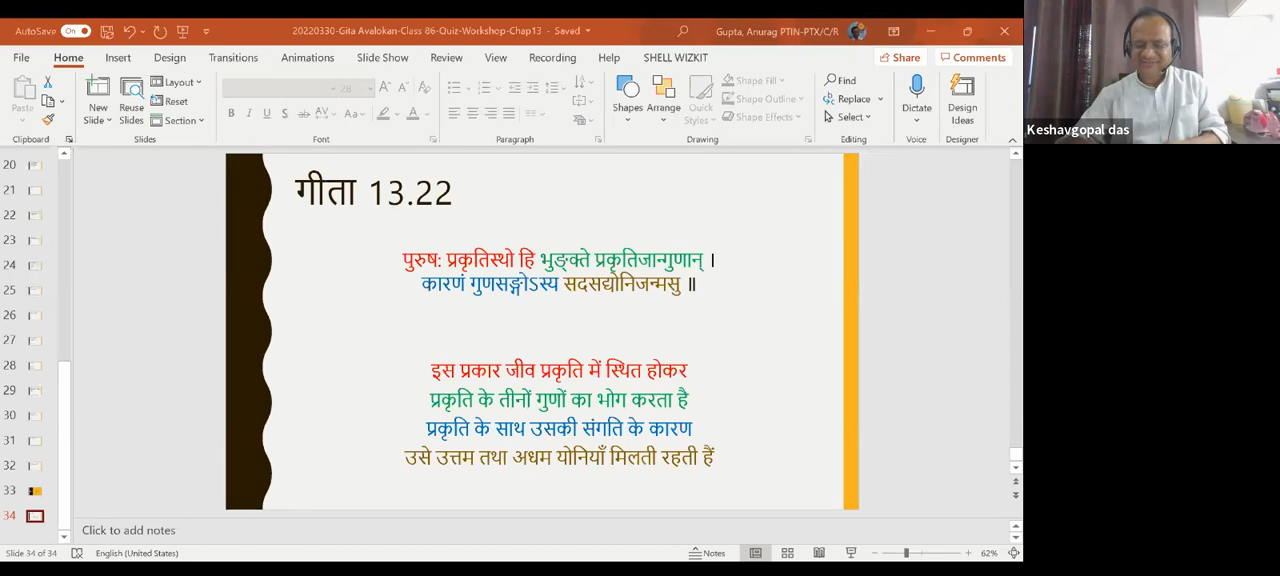 AutoSave On 20220330-Gita Avalokan-Class 86-Quiz-Workshop-Chap13 - Saved Gupta, Anurag PTIN-PTX/C/R
File Home Insert Design Transitions Animations Slide Show Review View Recording Help SHELL WIZKIT Share Comments
Paste New Slide Reuse Slides Layout Reset Section 28 B I U S ab AV Aa A Shapes Arrange Quick Styles Shape Fill Shape Outline Shape Effects Find Replace Select Dictate Design Ideas
Clipboard Slides Font Paragraph Drawing Editing Voice Designer
Keshavgopal das
20
21
22
23
24
25
26
27
28
29
30
31
32
33
34
गीता 13.22
पुरुष: प्रकृतिस्थो हि भुङ्क्ते प्रकृतिजान्गुणान् ।
कारणं गुणसङ्गोऽस्य सदसद्योनिजन्मसु ॥
इस प्रकार जीव प्रकृति में स्थित होकर
प्रकृति के तीनों गुणों का भोग करता है
प्रकृति के साथ उसकी संगति के कारण
उसे उत्तम तथा अधम योनियाँ मिलती रहती हैं
Click to add notes
Slide 34 of 34 English (United States) Notes 62%